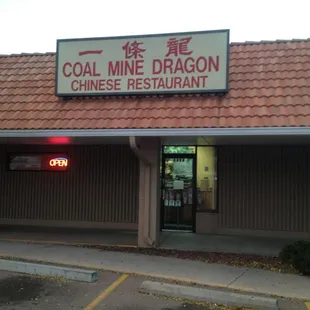 一條龍
COAL MINE DRAGON
CHINESE RESTAURANT
OPEN